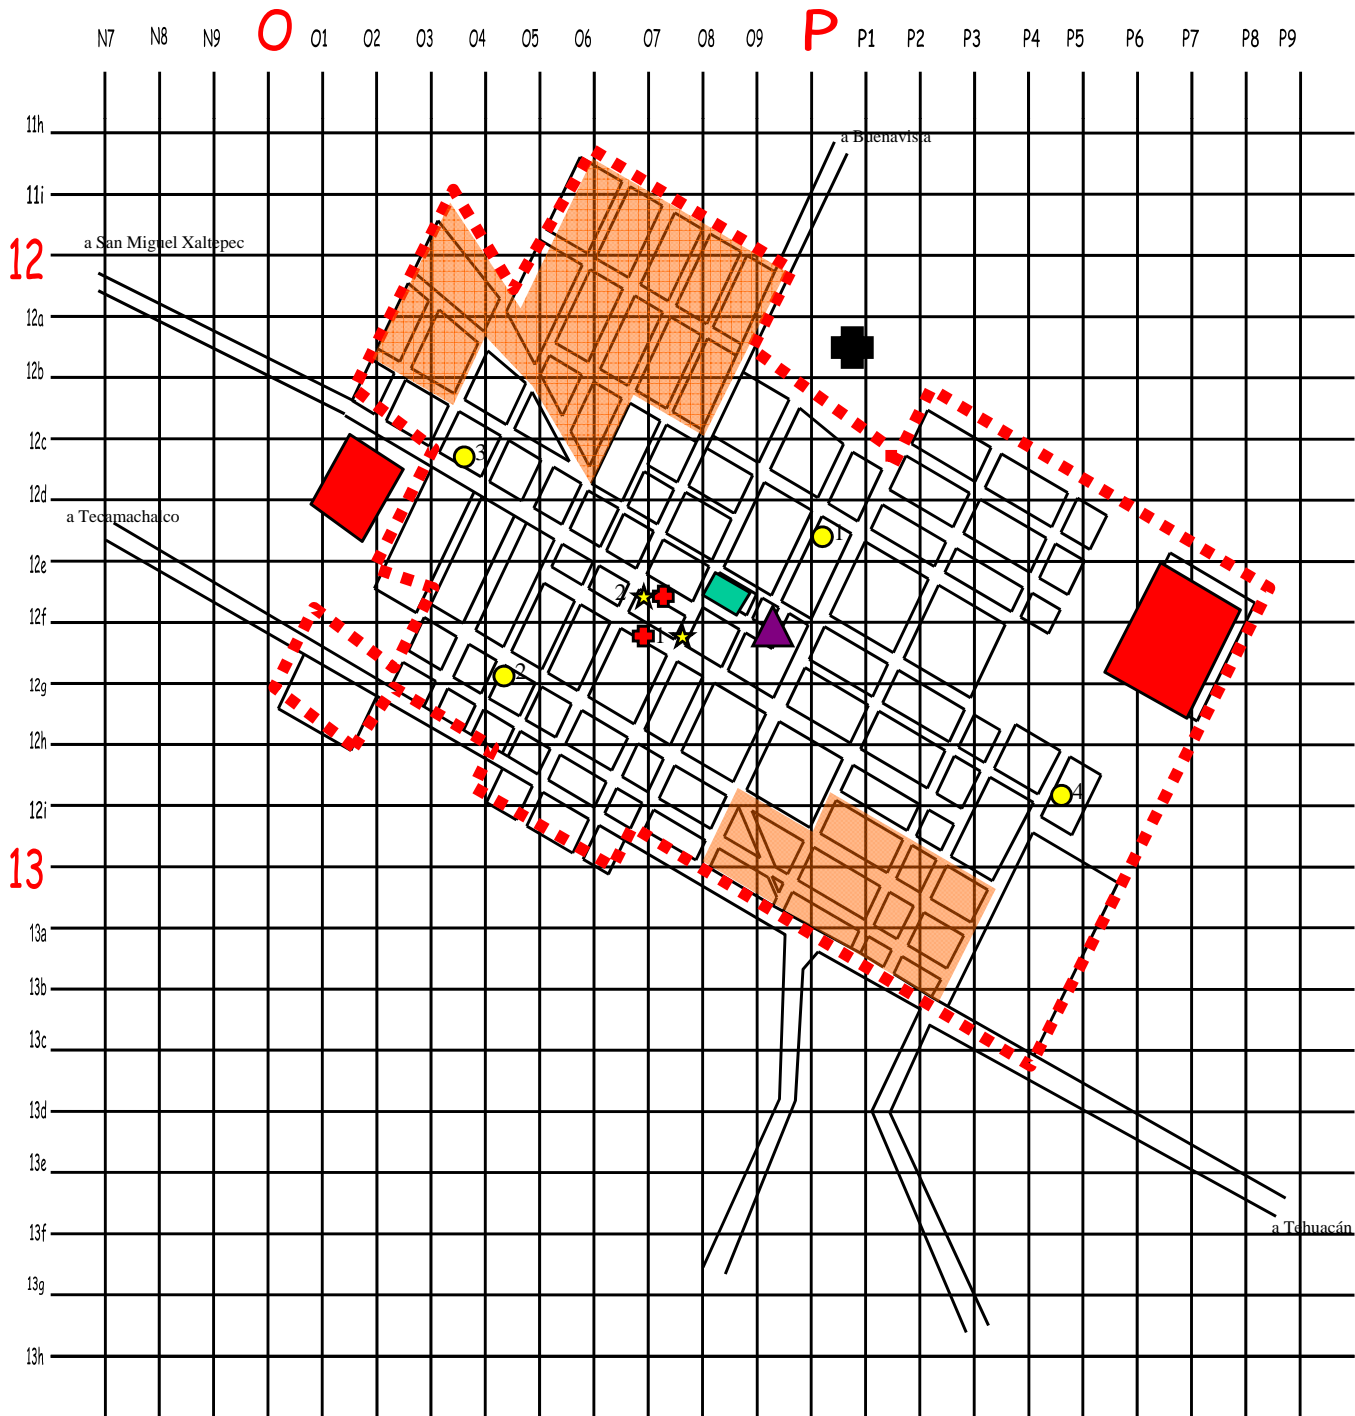 N7 N8 N9 O O1 O2 O3 O4 O5 O6 O7 O8 O9 P P1 P2 P3 P4 P5 P6 P7 P8 P9
11h
a Buenavista
11i
a San Miguel Xaltepec
12
12a
12b
12c
3
12d
a Tecamachalco
1
12e
2
12f
1
2
12g
12h
4
12i
13
13a
13b
13c
13d
13e
13f
a Tehuacán
13g
13h